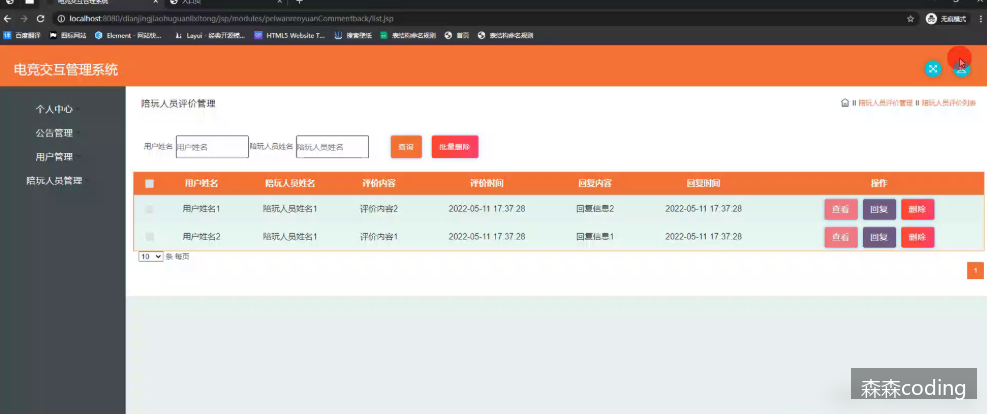 localhost:8080/dianjingjiaohuguanlixitong/jsp/modules/peiwanrenyuanCommentback/list.jsp
无痕模式
百度翻译 图标网站 Element - 网站快... Layui - 经典开源模... HTML5 Website T... 搜索壁纸 表结构命名规则 首页 表结构命名规则
电竞交互管理系统
个人中心
公告管理
用户管理
陪玩人员管理
陪玩人员评价管理
陪玩人员评价管理 陪玩人员评价列表
用户姓名 用户姓名 陪玩人员姓名 陪玩人员姓名 查询 批量删除
用户姓名 陪玩人员姓名 评价内容 评价时间 回复内容 回复时间 操作
用户姓名1 陪玩人员姓名1 评价内容2 2022-05-11 17:37:28 回复信息2 2022-05-11 17:37:28 查看 回复 删除
用户姓名2 陪玩人员姓名1 评价内容1 2022-05-11 17:37:28 回复信息1 2022-05-11 17:37:28 查看 回复 删除
10 条 每页
1
森森coding